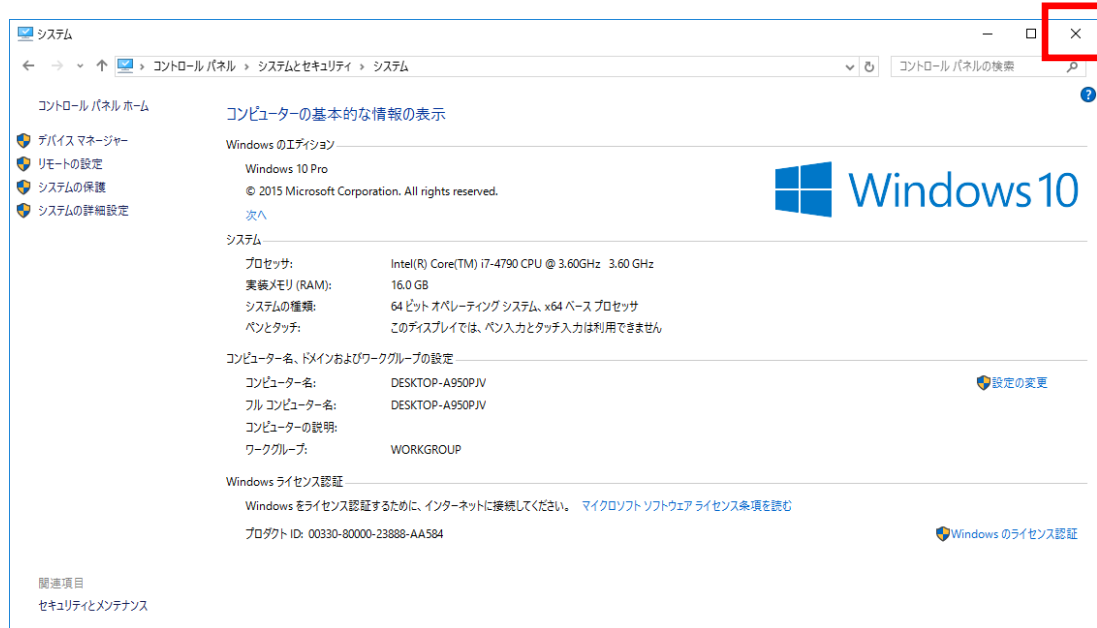 システム
コントロール パネル › システムとセキュリティ › システム
コントロール パネルの検索
コントロール パネル ホーム
デバイス マネージャー
リモートの設定
システムの保護
システムの詳細設定
コンピューターの基本的な情報の表示
Windows のエディション
Windows 10 Pro
© 2015 Microsoft Corporation. All rights reserved.
次へ
Windows 10
システム
プロセッサ: Intel(R) Core(TM) i7-4790 CPU @ 3.60GHz 3.60 GHz
実装メモリ (RAM): 16.0 GB
システムの種類: 64 ビット オペレーティング システム、x64 ベース プロセッサ
ペンとタッチ: このディスプレイでは、ペン入力とタッチ入力は利用できません
コンピューター名、ドメインおよびワークグループの設定
コンピューター名: DESKTOP-A950PJV 設定の変更
フル コンピューター名: DESKTOP-A950PJV
コンピューターの説明:
ワークグループ: WORKGROUP
Windows ライセンス認証
Windows をライセンス認証するために、インターネットに接続してください。 マイクロソフト ソフトウェア ライセンス条項を読む
プロダクト ID: 00330-80000-23888-AA584 Windows のライセンス認証
関連項目
セキュリティとメンテナンス